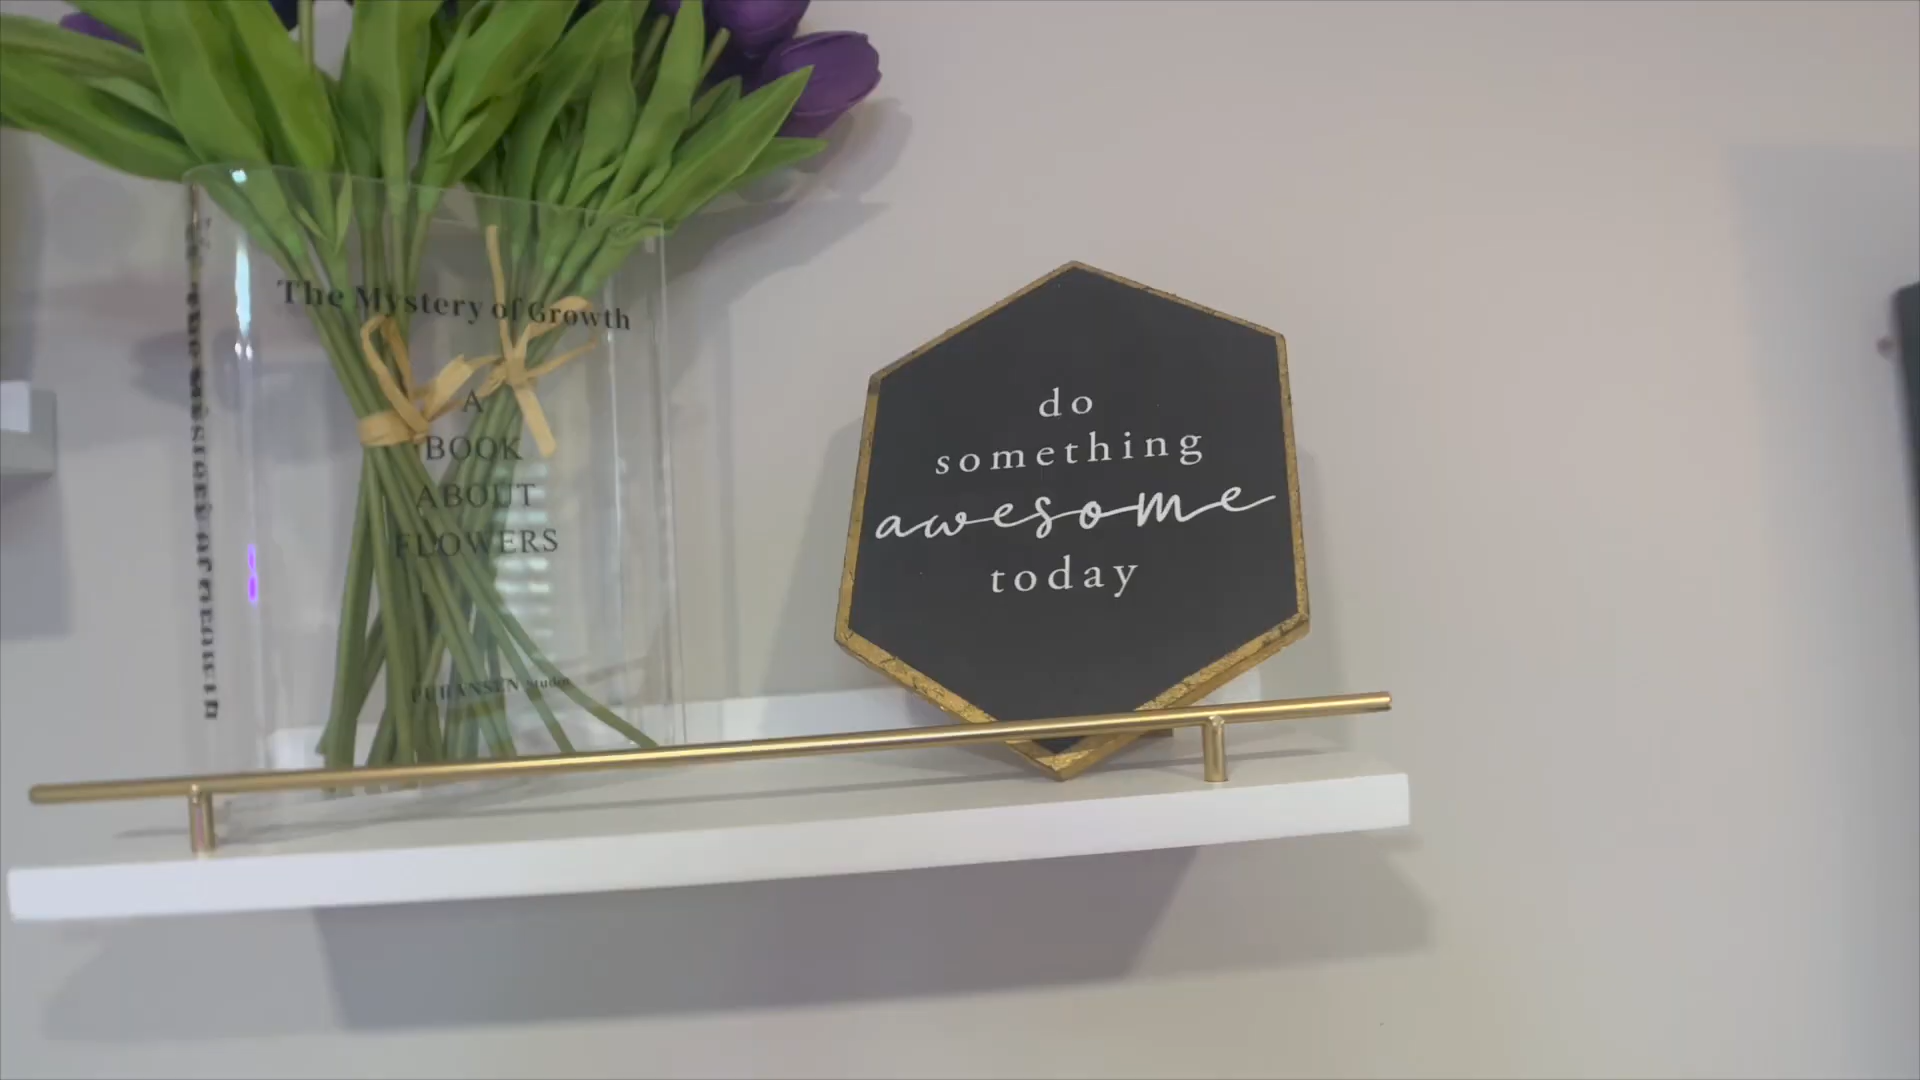 The Mystery of Growth
A
BOOK
ABOUT
FLOWERS
do
something
awesome
today